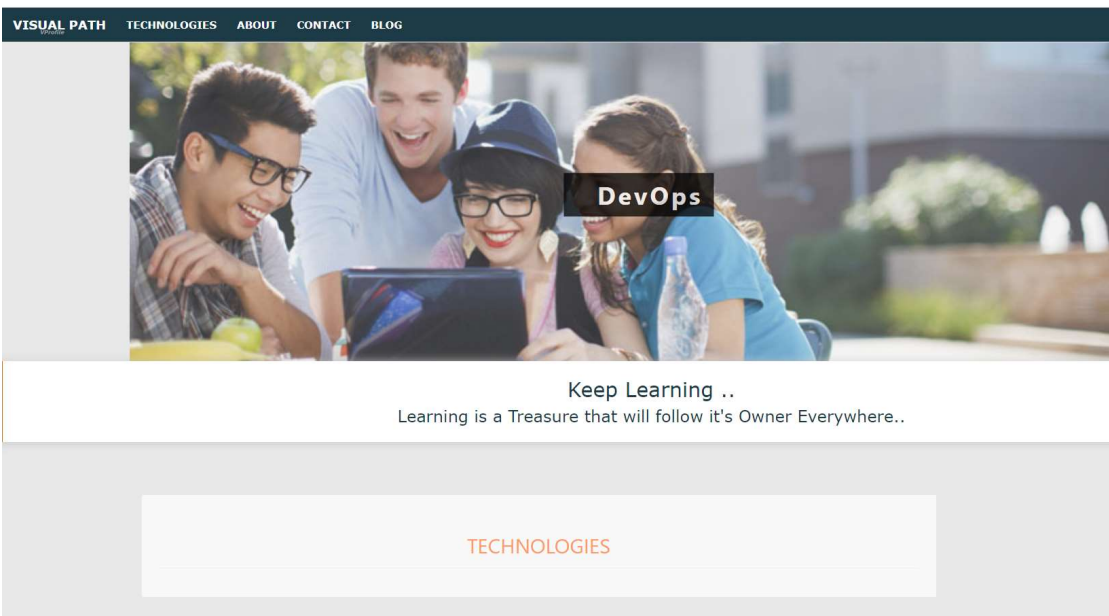 VISUAL PATH TECHNOLOGIES ABOUT CONTACT BLOG
VProfile
DevOps
Keep Learning ..
Learning is a Treasure that will follow it's Owner Everywhere..
TECHNOLOGIES